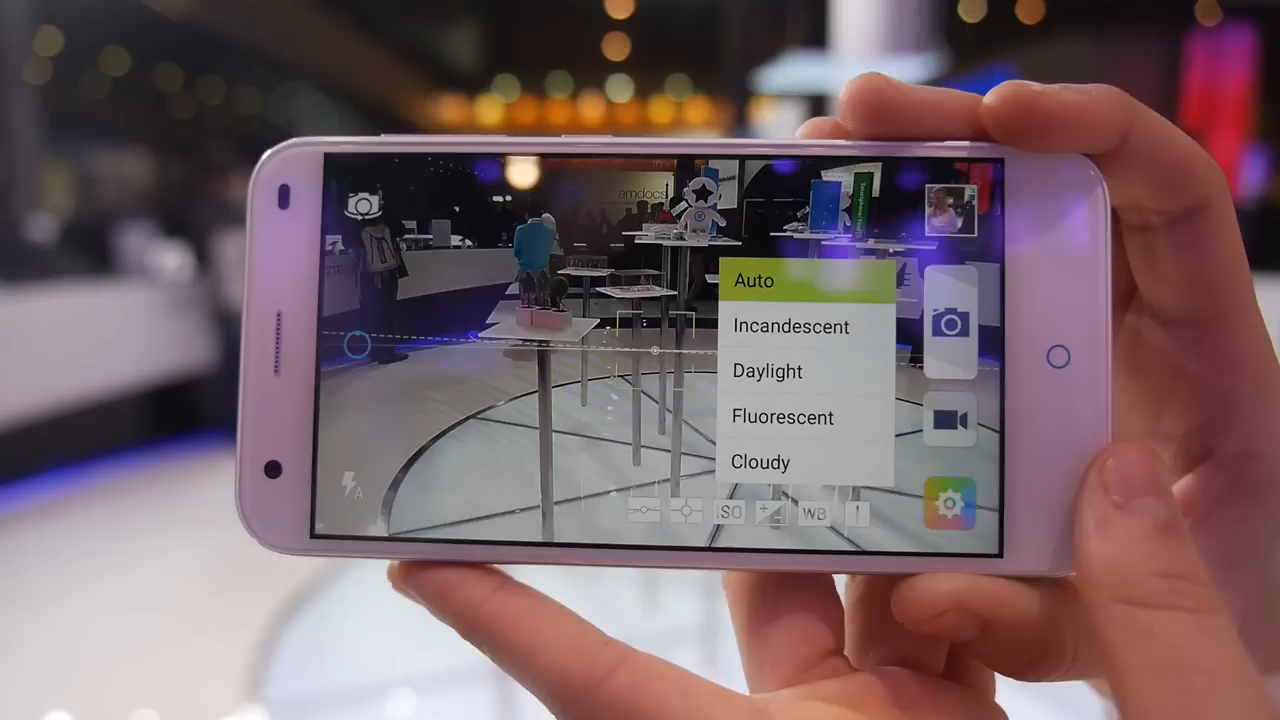 amdocs
Auto
Incandescent
Daylight
Fluorescent
Cloudy
A
ISO
WB